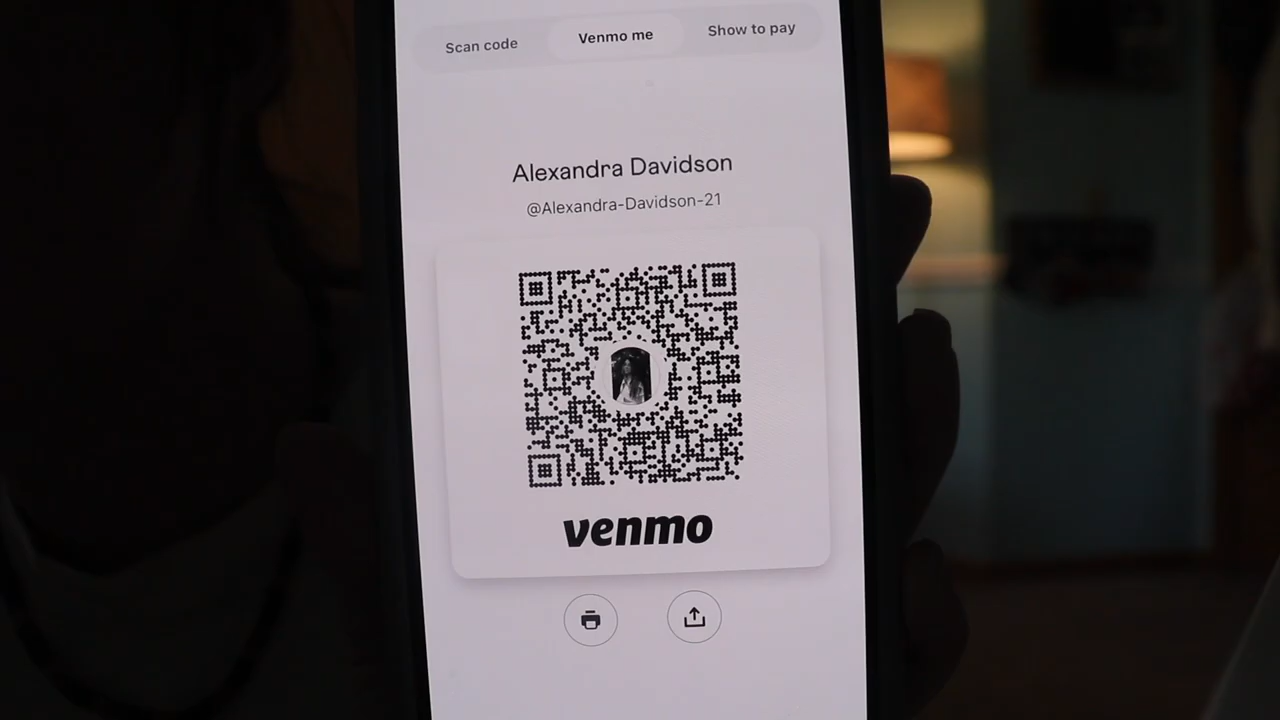 Scan code
Venmo me
Show to pay
Alexandra Davidson
@Alexandra-Davidson-21
venmo